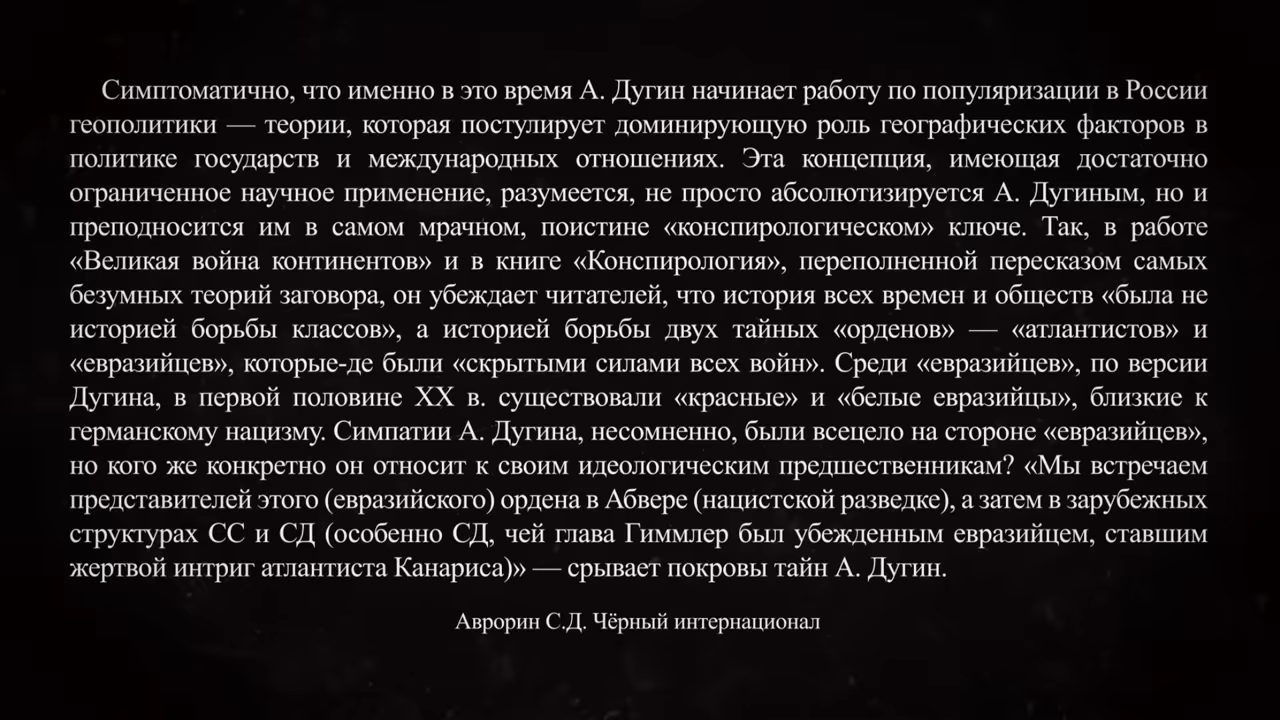 Симптоматично, что именно в это время А. Дугин начинает работу по популяризации в России
геополитики — теории, которая постулирует доминирующую роль географических факторов в
политике государств и международных отношениях. Эта концепция, имеющая достаточно
ограниченное научное применение, разумеется, не просто абсолютизируется А. Дугиным, но и
преподносится им в самом мрачном, поистине «конспирологическом» ключе. Так, в работе
«Великая война континентов» и в книге «Конспирология», переполненной пересказом самых
безумных теорий заговора, он убеждает читателей, что история всех времен и обществ «была не
историей борьбы классов», а историей борьбы двух тайных «орденов» — «атлантистов» и
«евразийцев», которые-де были «скрытыми силами всех войн». Среди «евразийцев», по версии
Дугина, в первой половине XX в. существовали «красные» и «белые евразийцы», близкие к
германскому нацизму. Симпатии А. Дугина, несомненно, были всецело на стороне «евразийцев»,
но кого же конкретно он относит к своим идеологическим предшественникам? «Мы встречаем
представителей этого (евразийского) ордена в Абвере (нацистской разведке), а затем в зарубежных
структурах СС и СД (особенно СД, чей глава Гиммлер был убежденным евразийцем, ставшим
жертвой интриг атлантиста Канариса)» — срывает покровы тайн А. Дугин.
Аврорин С.Д. Чёрный интернационал